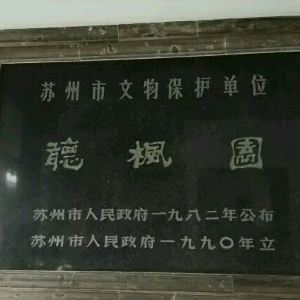 苏州市文物保护单位
聽楓園
苏州市人民政府一九八二年公布
苏州市人民政府一九九〇年立